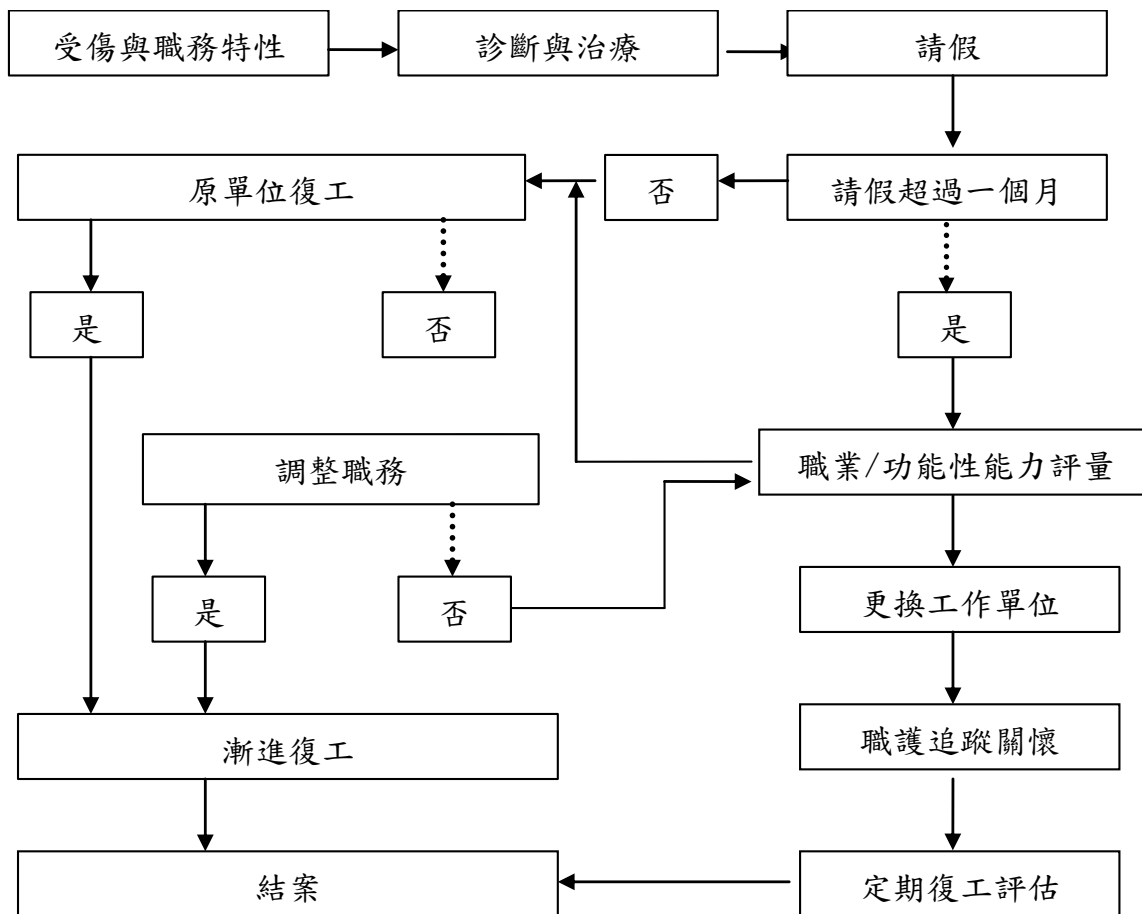 受傷與職務特性
診斷與治療
請假
原單位復工
否
請假超過一個月
是
否
是
調整職務
職業/功能性能力評量
是
否
更換工作單位
漸進復工
職護追蹤關懷
結案
定期復工評估